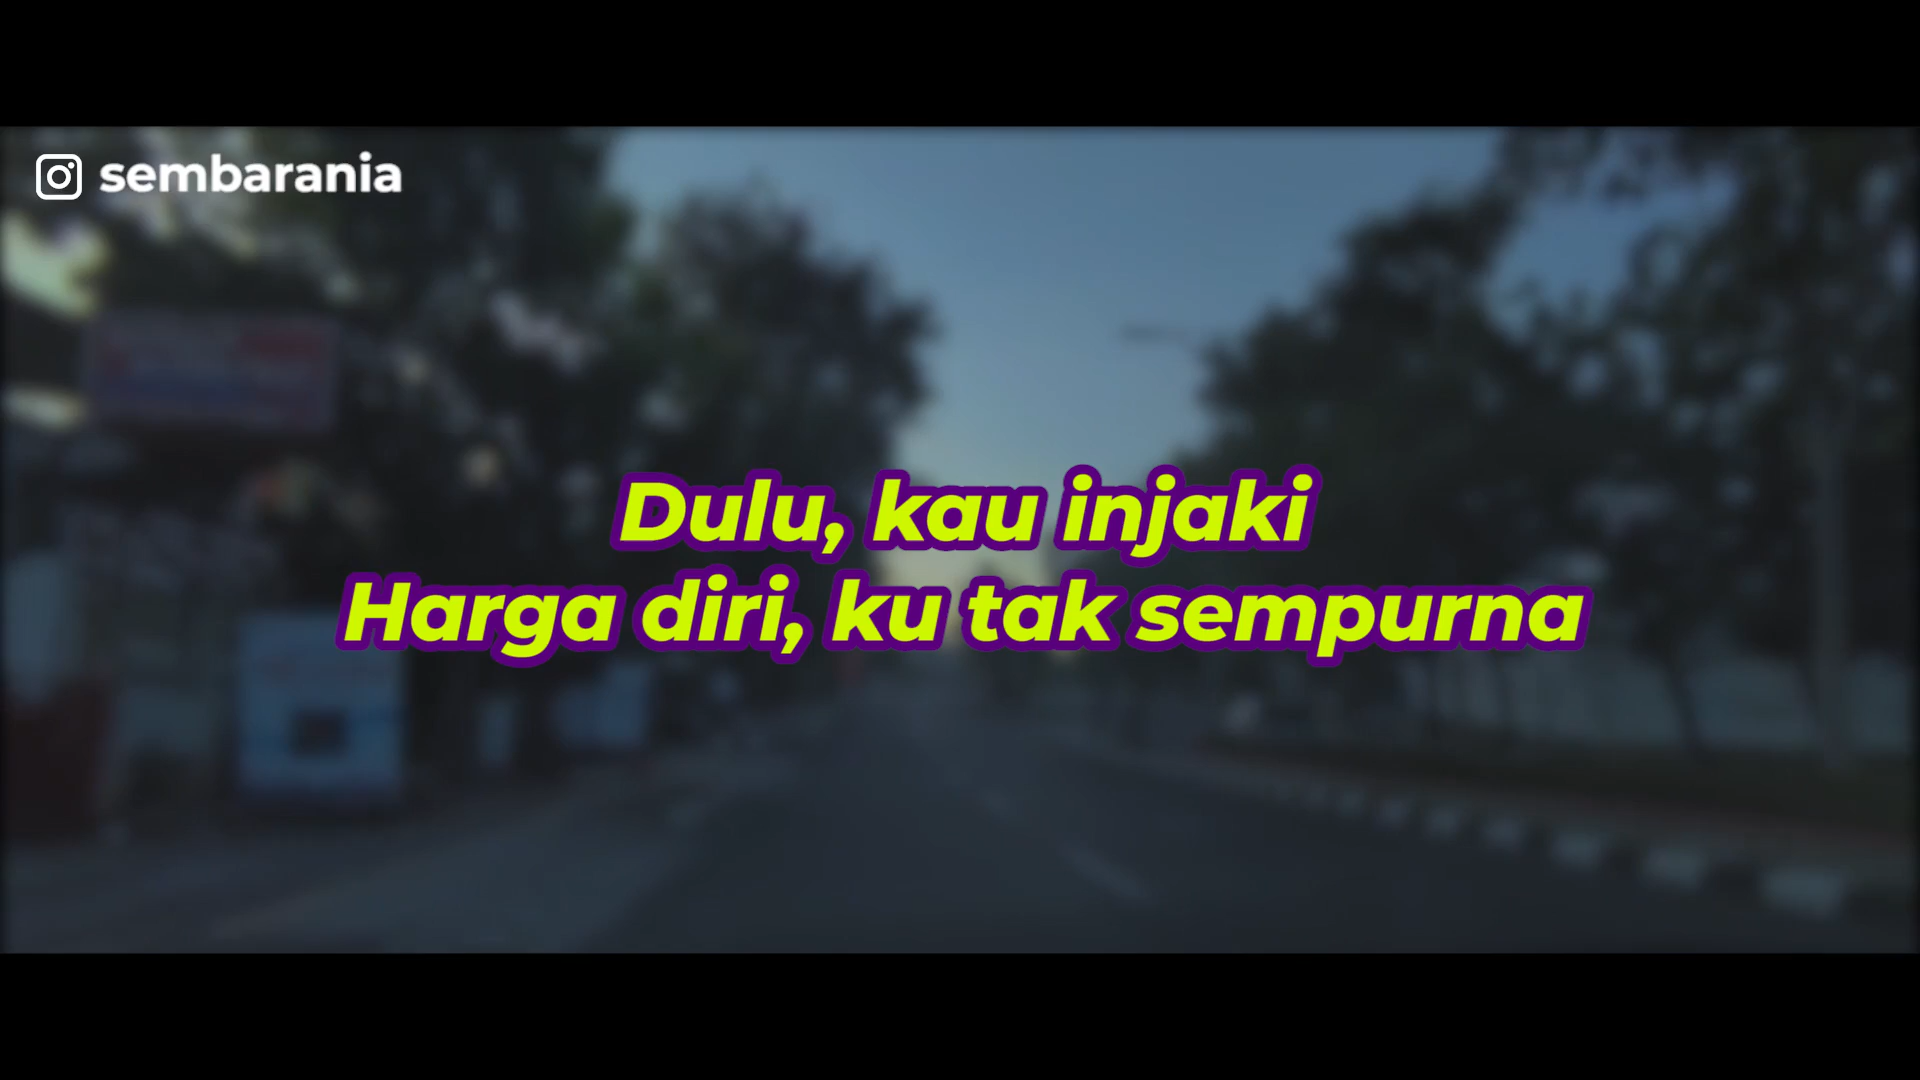 sembarania
Dulu, kau injaki
Harga diri, ku tak sempurna